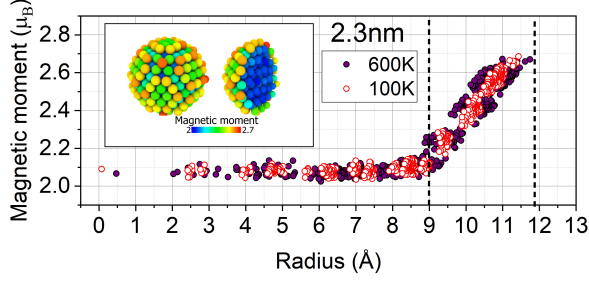 2.3nm
Magnetic moment (μB)
2.8
2.6
2.4
2.2
2.0
Magnetic moment
2 2.7
600K
100K
0 1 2 3 4 5 6 7 8 9 10 11 12 13
Radius (Å)